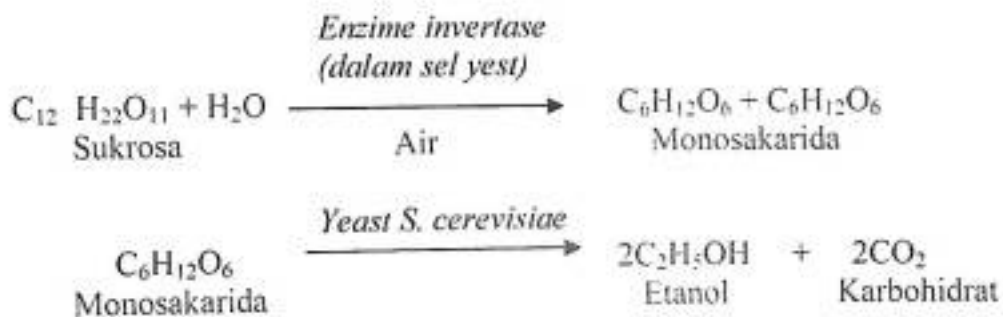 Enzime invertase
(dalam sel yest)
C₁₂ H₂₂O₁₁ + H₂O C₆H₁₂O₆ + C₆H₁₂O₆
Sukrosa Air Monosakarida
Yeast S. cerevisiae
C₆H₁₂O₆ 2C₂H₅OH + 2CO₂
Monosakarida Etanol Karbohidrat